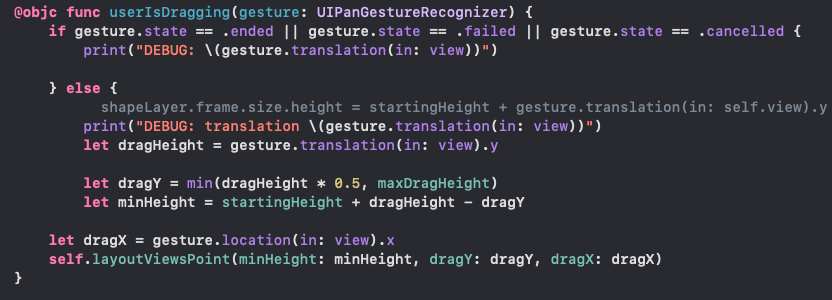 @objc func userIsDragging(gesture: UIPanGestureRecognizer) {
    if gesture.state == .ended || gesture.state == .failed || gesture.state == .cancelled {
        print("DEBUG: \(gesture.translation(in: view))")

    } else {
          shapeLayer.frame.size.height = startingHeight + gesture.translation(in: self.view).y
        print("DEBUG: translation \(gesture.translation(in: view))")
        let dragHeight = gesture.translation(in: view).y

        let dragY = min(dragHeight * 0.5, maxDragHeight)
        let minHeight = startingHeight + dragHeight - dragY

    let dragX = gesture.location(in: view).x
    self.layoutViewsPoint(minHeight: minHeight, dragY: dragY, dragX: dragX)
}